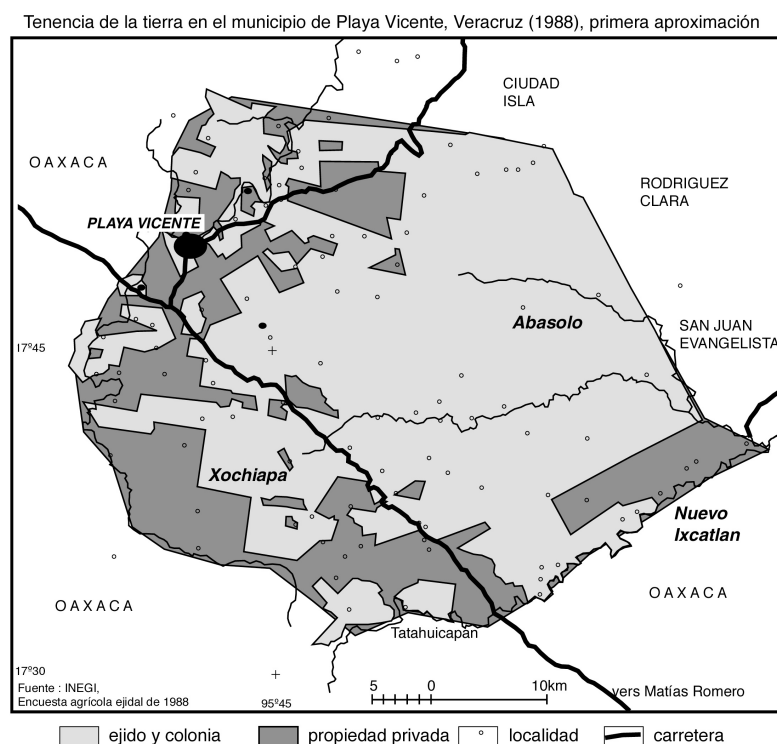 Tenencia de la tierra en el municipio de Playa Vicente, Veracruz (1988), primera aproximación
CIUDAD
ISLA
OAXACA
RODRIGUEZ
CLARA
PLAYA VICENTE
Abasolo
SAN JUAN
EVANGELISTA
17º45
Xochiapa
Nuevo
Ixcatlan
OAXACA
OAXACA
Tatahuicapán
17º30
Fuente : INEGI,
Encuesta agrícola ejidal de 1988
95º45
5 0 10km
vers Matías Romero
ejido y colonia propiedad privada localidad carretera